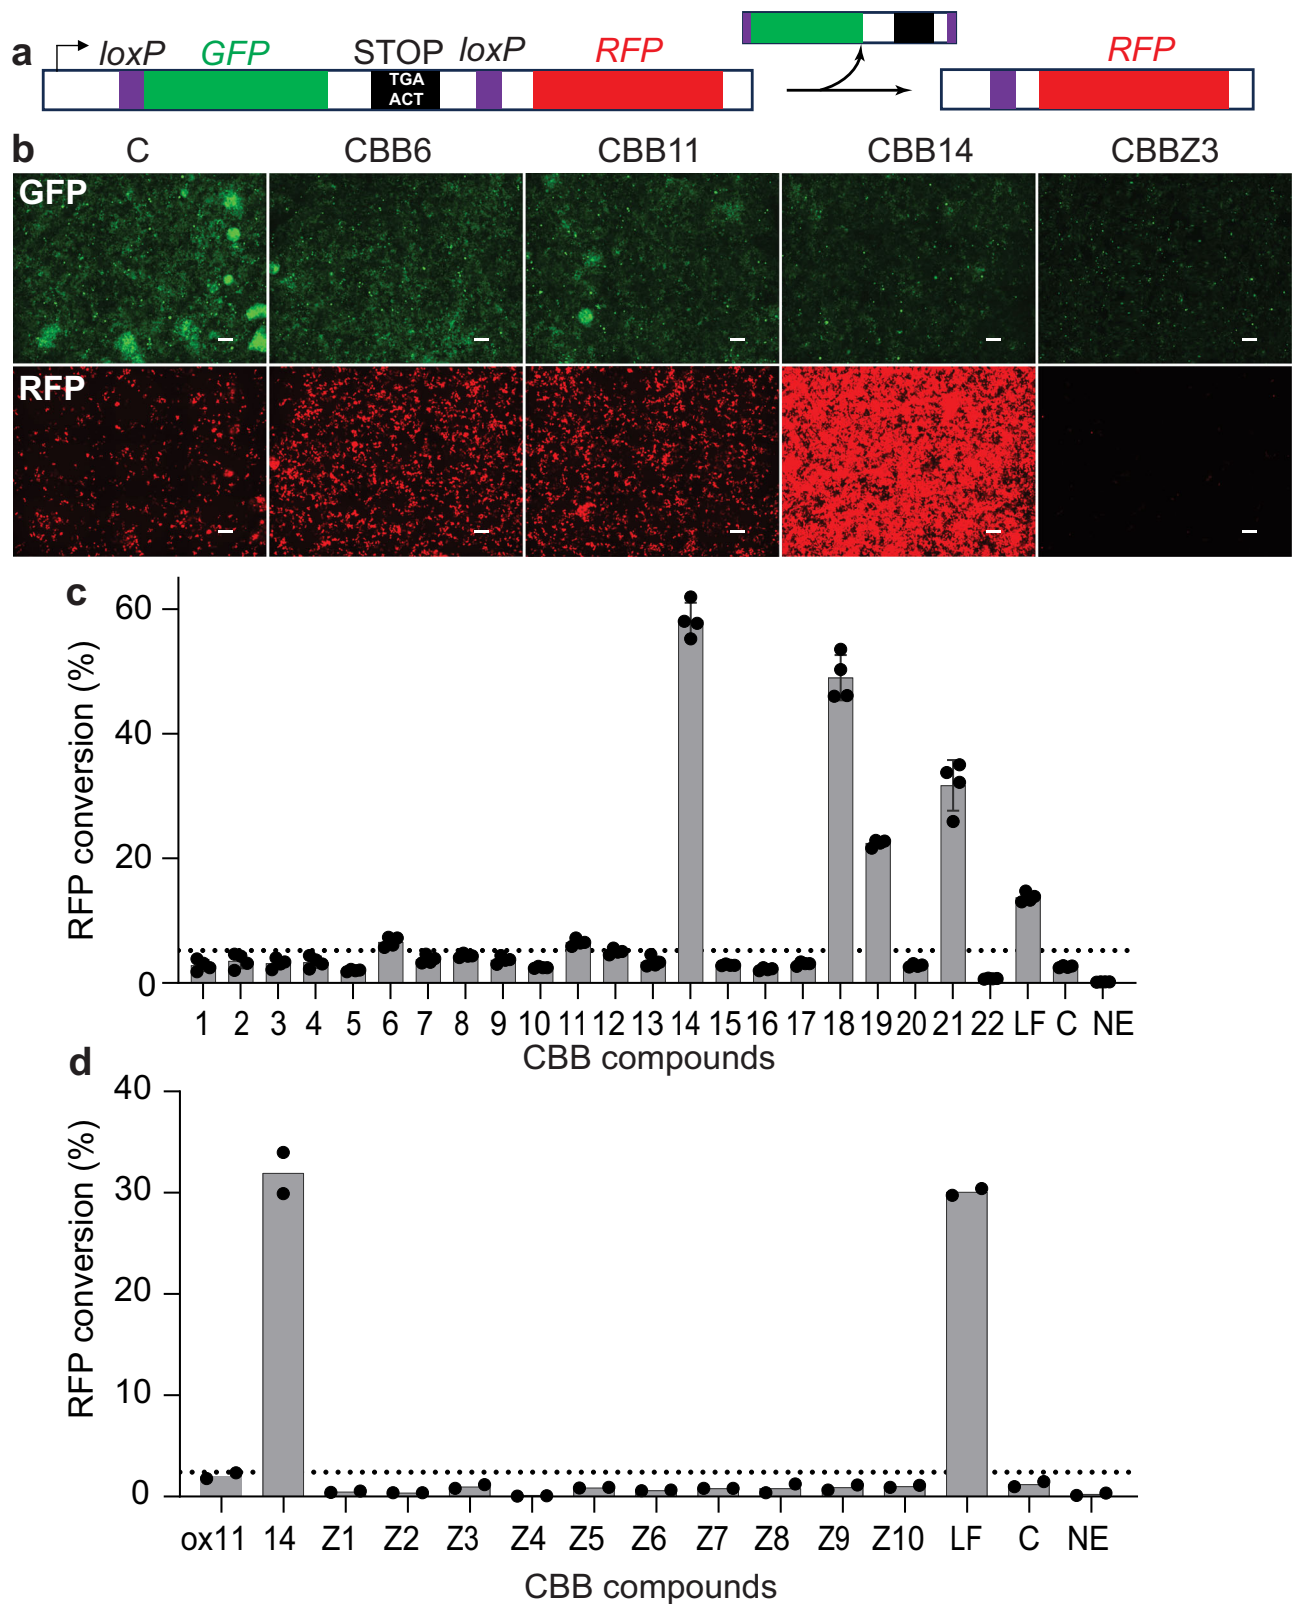 a
loxP GFP STOP loxP RFP RFP
TGA
ACT
b C CBB6 CBB11 CBB14 CBBZ3
GFP
RFP
c
RFP conversion (%)
60
40
20
0
1 2 3 4 5 6 7 8 9 10 11 12 13 14 15 16 17 18 19 20 21 22 LF C NE
CBB compounds
d
RFP conversion (%)
40
30
20
10
0
ox11 14 Z1 Z2 Z3 Z4 Z5 Z6 Z7 Z8 Z9 Z10 LF C NE
CBB compounds